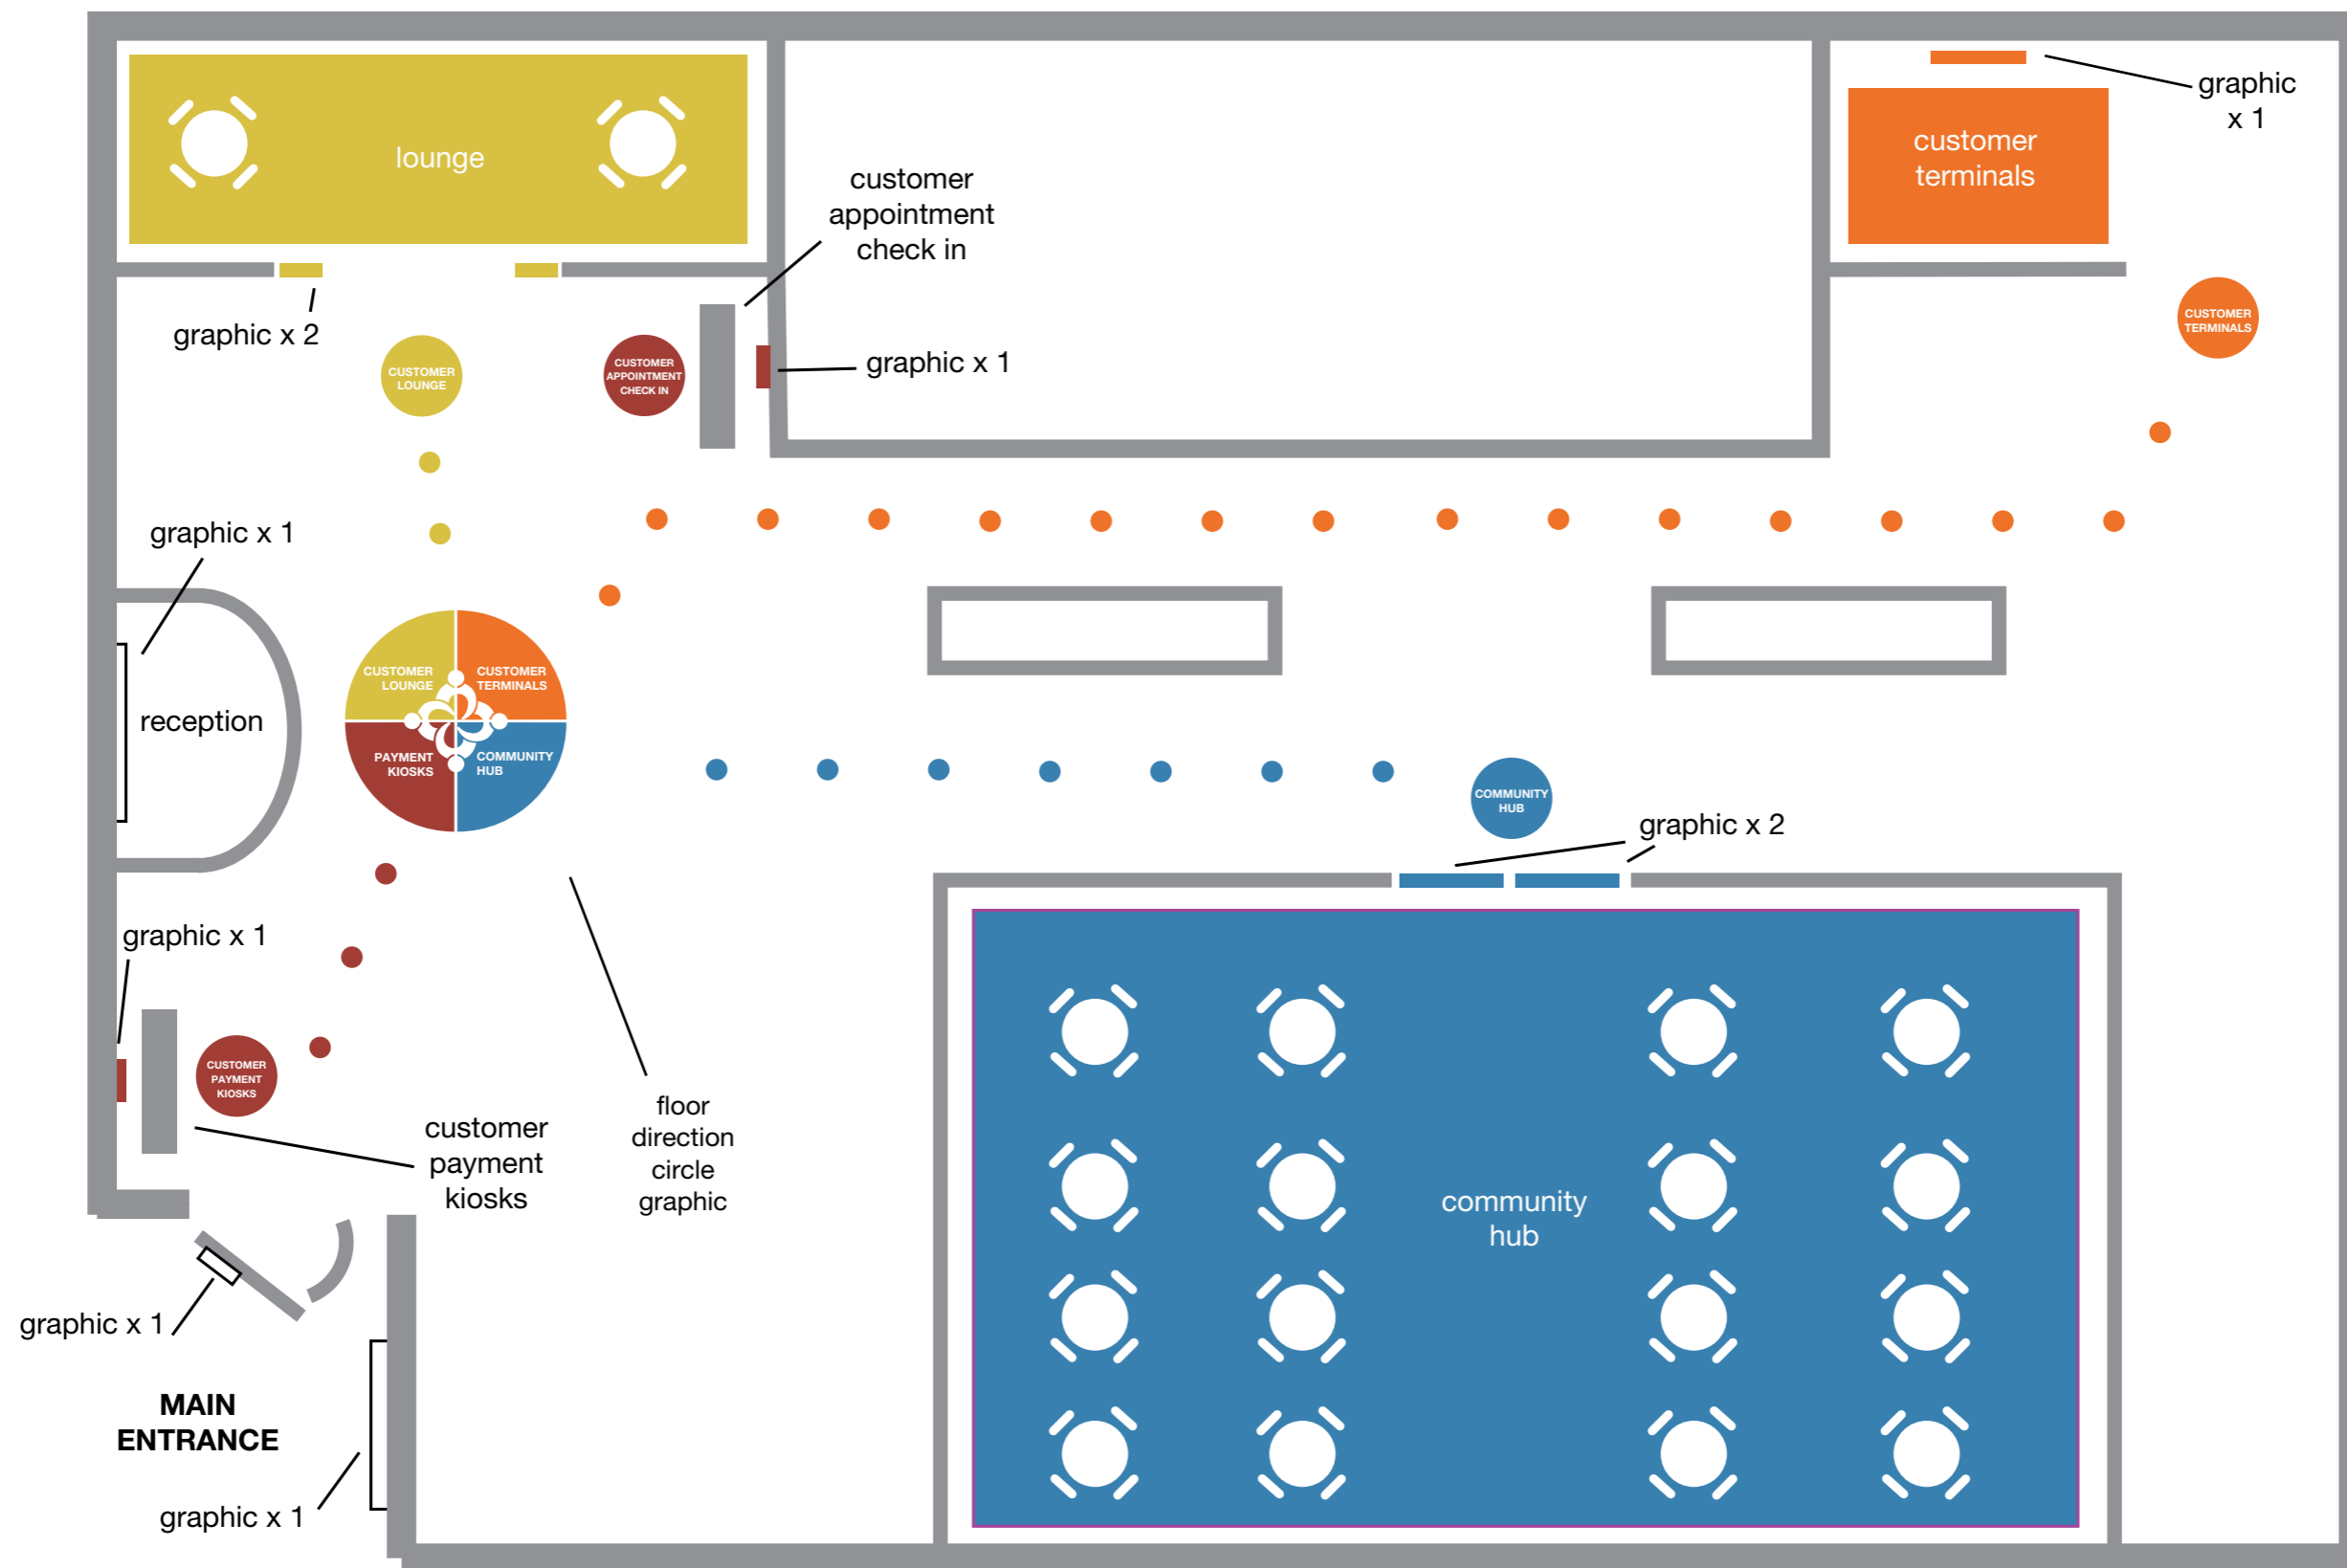 graphic
x 1
customer
terminals
lounge
customer
appointment
check in
graphic x 2
CUSTOMER
LOUNGE
CUSTOMER
APPOINTMENT
CHECK IN
graphic x 1
CUSTOMER
TERMINALS
graphic x 1
reception
CUSTOMER
LOUNGE
CUSTOMER
TERMINALS
PAYMENT
KIOSKS
COMMUNITY
HUB
COMMUNITY
HUB
graphic x 2
graphic x 1
CUSTOMER
PAYMENT
KIOSKS
customer
payment
kiosks
floor
direction
circle
graphic
community
hub
graphic x 1
MAIN
ENTRANCE
graphic x 1